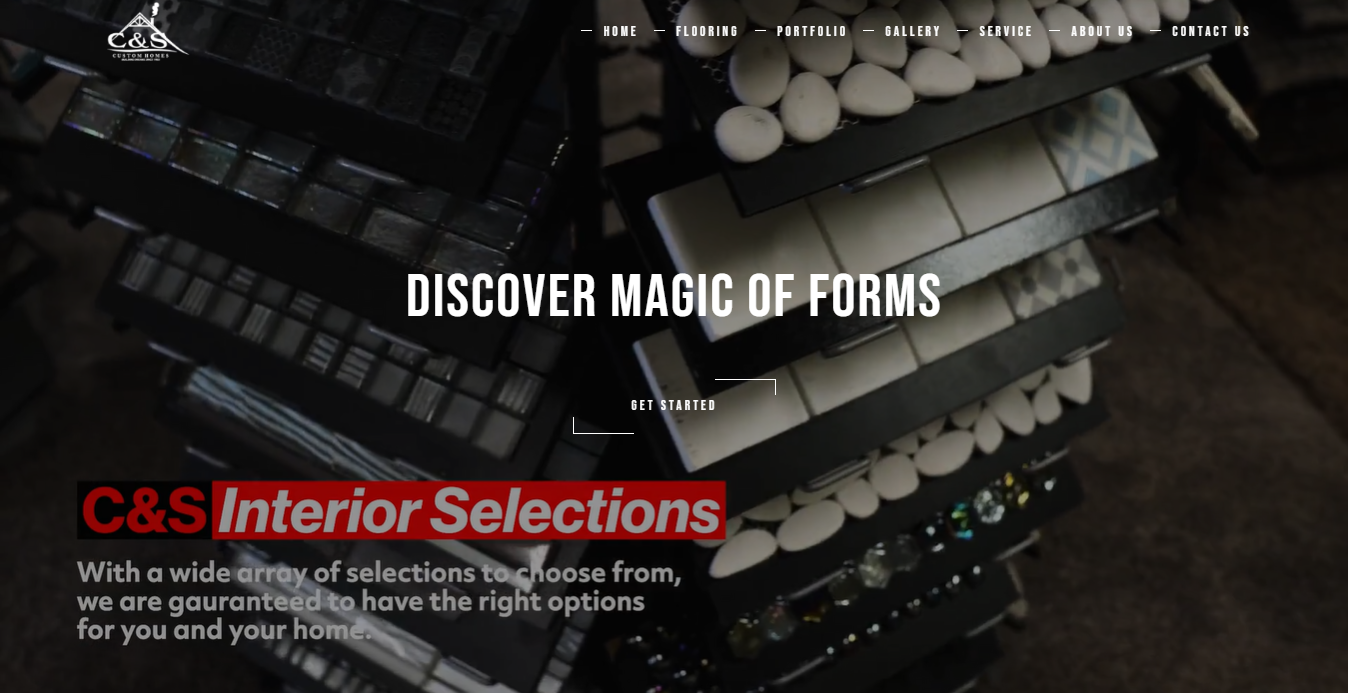 C&S
CUSTOM HOMES
HOME
FLOORING
PORTFOLIO
GALLERY
SERVICE
ABOUT US
CONTACT US
DISCOVER MAGIC OF FORMS
GET STARTED
C&S Interior Selections
With a wide array of selections to choose from,
we are gauranteed to have the right options
for you and your home.